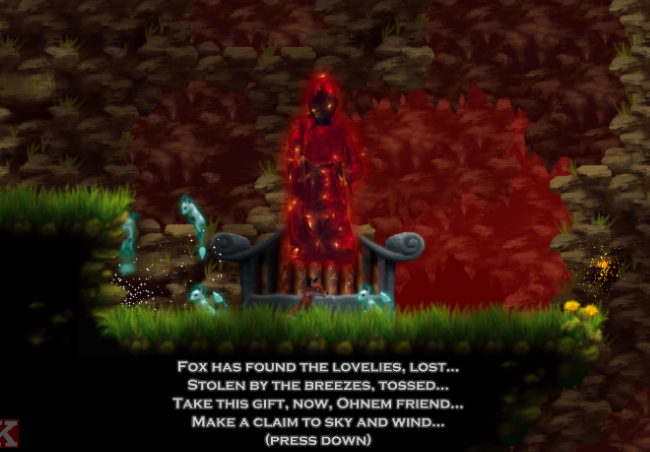 Fox has found the lovelies, lost...
Stolen by the breezes, tossed...
Take this gift, now, Ohnem friend...
Make a claim to sky and wind...
(press down)
K